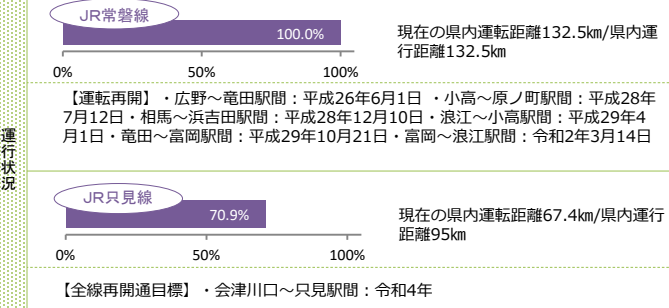 運行状況
JR常磐線
100.0%
0% 50% 100%
現在の県内運転距離132.5㎞/県内運
行距離132.5㎞
【運転再開】・広野～竜田駅間：平成26年6月1日 ・小高～原ノ町駅間：平成28年
7月12日・相馬～浜吉田駅間：平成28年12月10日・浪江～小高駅間：平成29年4
月1日・竜田～富岡駅間：平成29年10月21日・富岡～浪江駅間：令和2年3月14日
JR只見線
70.9%
0% 50% 100%
現在の県内運転距離67.4㎞/県内運行
距離95㎞
【全線再開通目標】・会津川口～只見駅間：令和4年